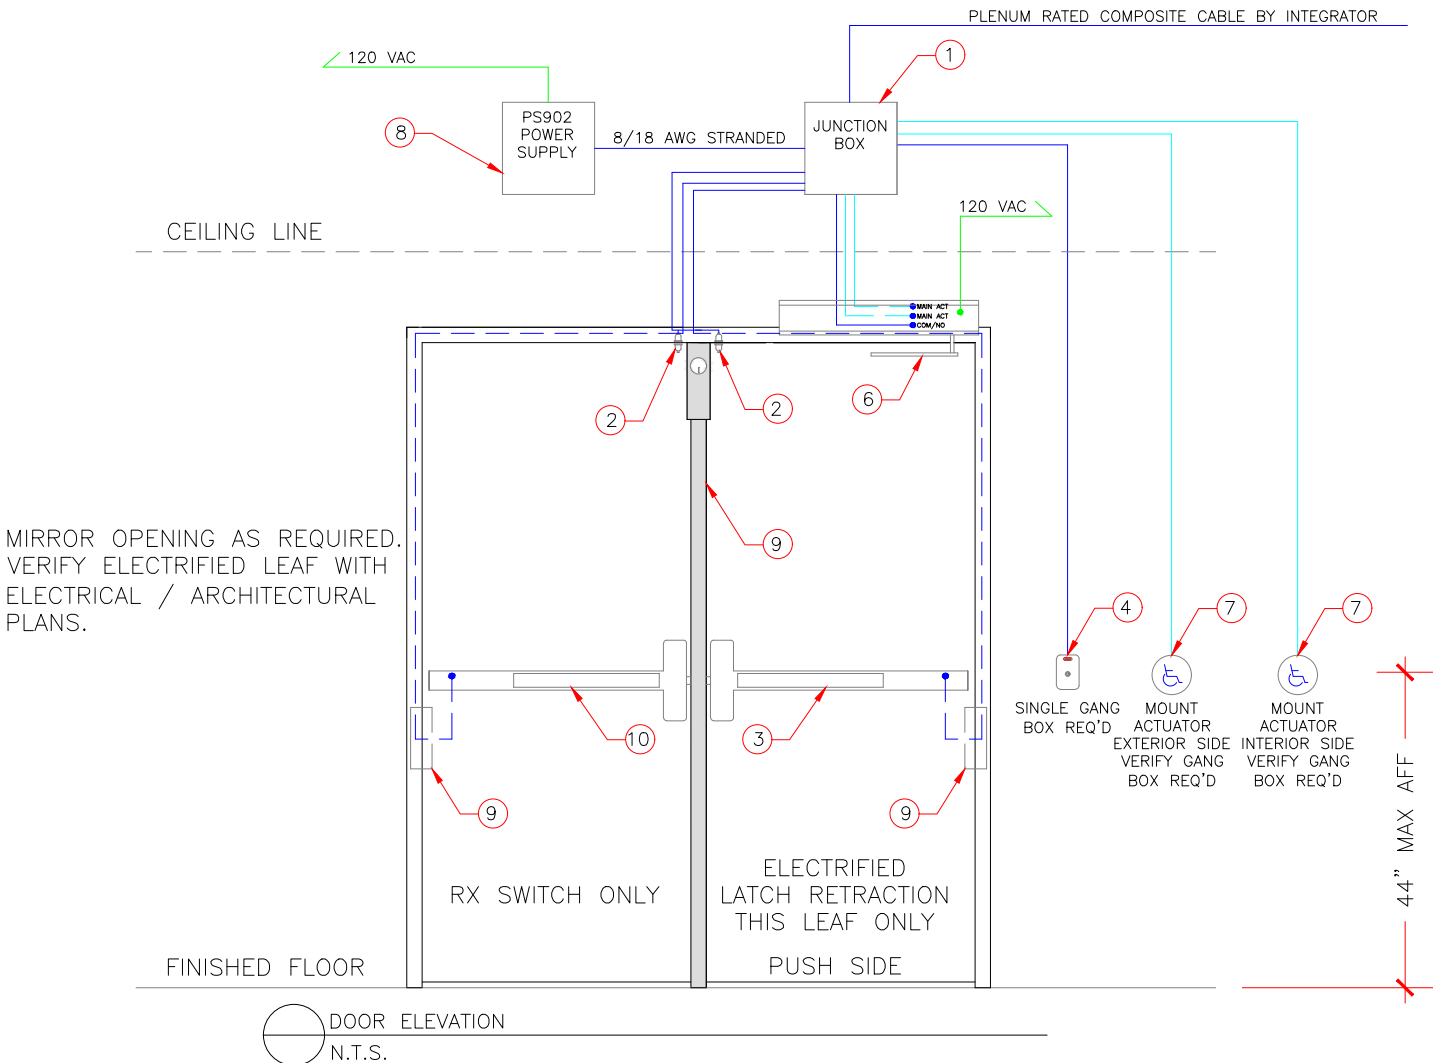 PLENUM RATED COMPOSITE CABLE BY INTEGRATOR
120 VAC
1
PS902
POWER
SUPPLY
8
8/18 AWG STRANDED
JUNCTION
BOX
120 VAC
CEILING LINE
MAIN ACT
MAIN ACT
COM/NO
2
2
6
MIRROR OPENING AS REQUIRED.
VERIFY ELECTRIFIED LEAF WITH
ELECTRICAL / ARCHITECTURAL
PLANS.
9
4
7
7
SINGLE GANG
BOX REQ'D
MOUNT
ACTUATOR
EXTERIOR SIDE
VERIFY GANG
BOX REQ'D
MOUNT
ACTUATOR
INTERIOR SIDE
VERIFY GANG
BOX REQ'D
10
3
9
9
44" MAX AFF
RX SWITCH ONLY
ELECTRIFIED
LATCH RETRACTION
THIS LEAF ONLY
PUSH SIDE
FINISHED FLOOR
DOOR ELEVATION
N.T.S.